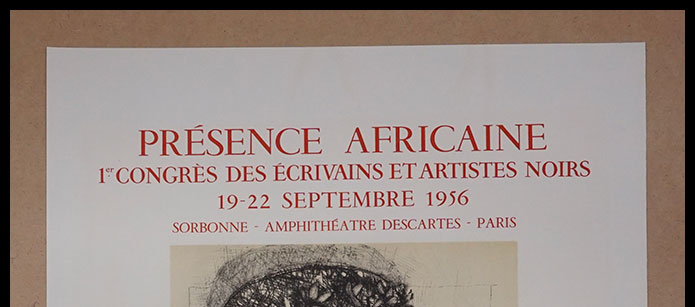 PRÉSENCE AFRICAINE
1er CONGRÈS DES ÉCRIVAINS ET ARTISTES NOIRS
19-22 SEPTEMBRE 1956
SORBONNE - AMPHITHÉATRE DESCARTES - PARIS